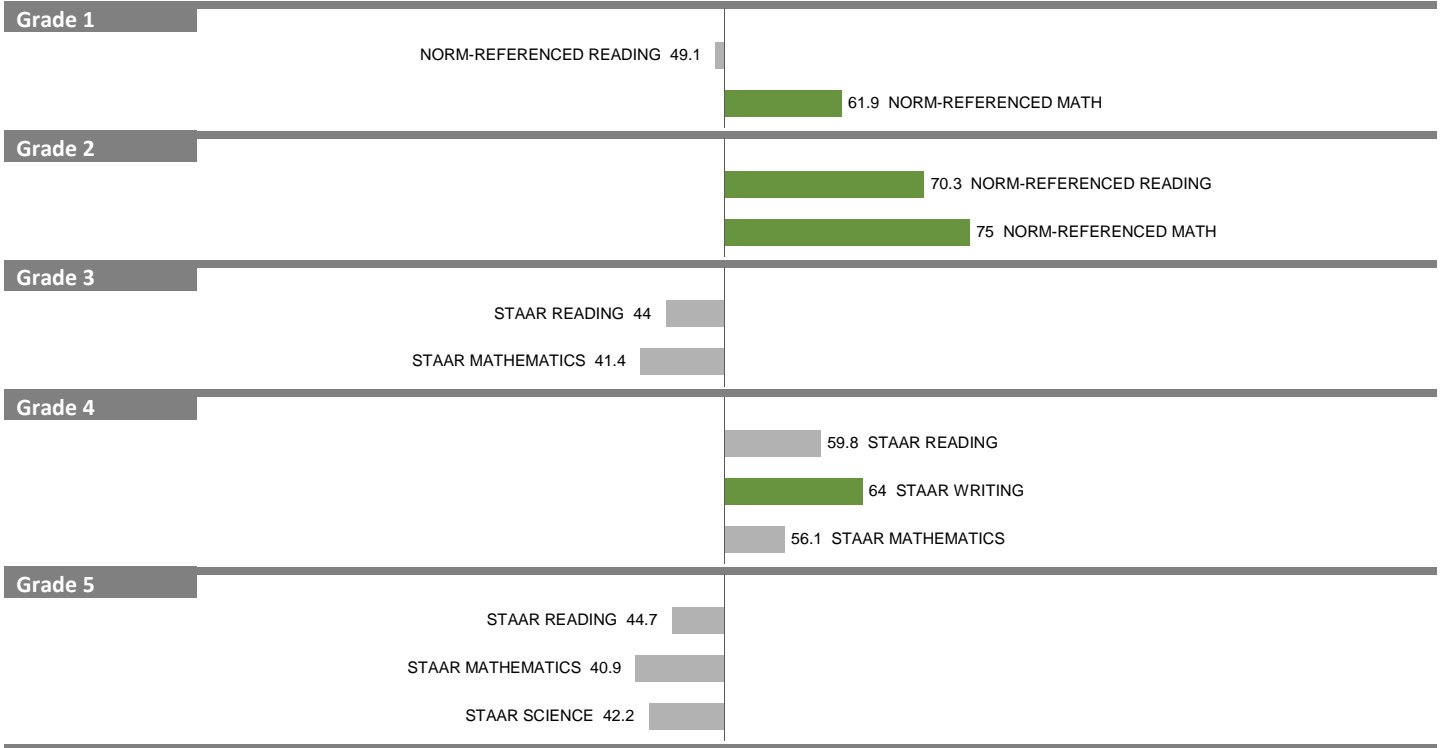 Grade 1
NORM-REFERENCED READING 49.1
61.9 NORM-REFERENCED MATH
Grade 2
70.3 NORM-REFERENCED READING
75 NORM-REFERENCED MATH
Grade 3
STAAR READING 44
STAAR MATHEMATICS 41.4
Grade 4
59.8 STAAR READING
64 STAAR WRITING
56.1 STAAR MATHEMATICS
Grade 5
STAAR READING 44.7
STAAR MATHEMATICS 40.9
STAAR SCIENCE 42.2